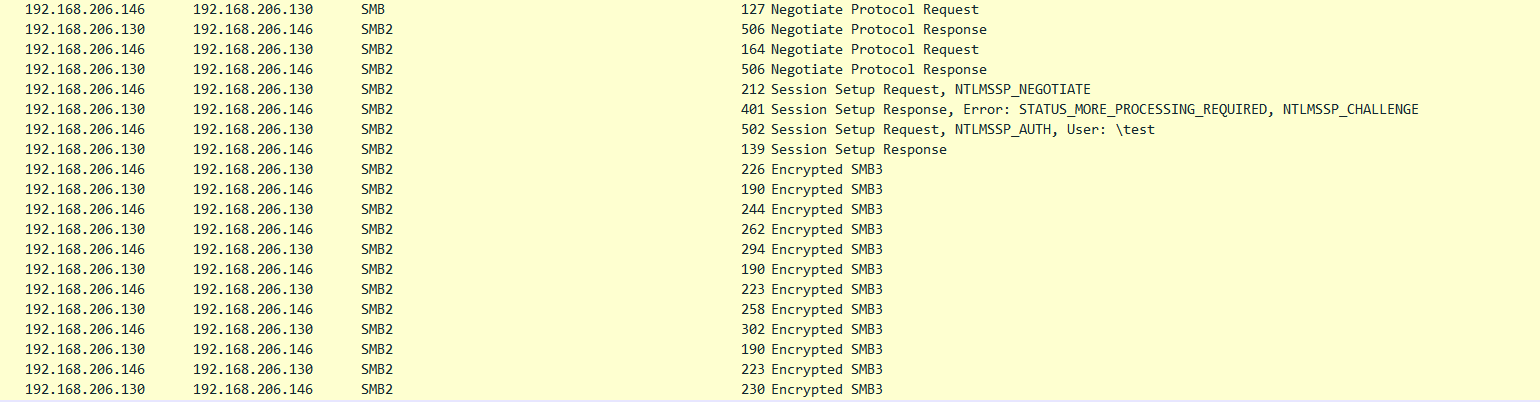 192.168.206.146 192.168.206.130 SMB 127 Negotiate Protocol Request
192.168.206.130 192.168.206.146 SMB2 506 Negotiate Protocol Response
192.168.206.146 192.168.206.130 SMB2 164 Negotiate Protocol Request
192.168.206.130 192.168.206.146 SMB2 506 Negotiate Protocol Response
192.168.206.146 192.168.206.130 SMB2 212 Session Setup Request, NTLMSSP_NEGOTIATE
192.168.206.130 192.168.206.146 SMB2 401 Session Setup Response, Error: STATUS_MORE_PROCESSING_REQUIRED, NTLMSSP_CHALLENGE
192.168.206.146 192.168.206.130 SMB2 502 Session Setup Request, NTLMSSP_AUTH, User: \test
192.168.206.130 192.168.206.146 SMB2 139 Session Setup Response
192.168.206.146 192.168.206.130 SMB2 226 Encrypted SMB3
192.168.206.130 192.168.206.146 SMB2 190 Encrypted SMB3
192.168.206.146 192.168.206.130 SMB2 244 Encrypted SMB3
192.168.206.130 192.168.206.146 SMB2 262 Encrypted SMB3
192.168.206.146 192.168.206.130 SMB2 294 Encrypted SMB3
192.168.206.130 192.168.206.146 SMB2 190 Encrypted SMB3
192.168.206.146 192.168.206.130 SMB2 223 Encrypted SMB3
192.168.206.130 192.168.206.146 SMB2 258 Encrypted SMB3
192.168.206.146 192.168.206.130 SMB2 302 Encrypted SMB3
192.168.206.130 192.168.206.146 SMB2 190 Encrypted SMB3
192.168.206.146 192.168.206.130 SMB2 223 Encrypted SMB3
192.168.206.130 192.168.206.146 SMB2 230 Encrypted SMB3